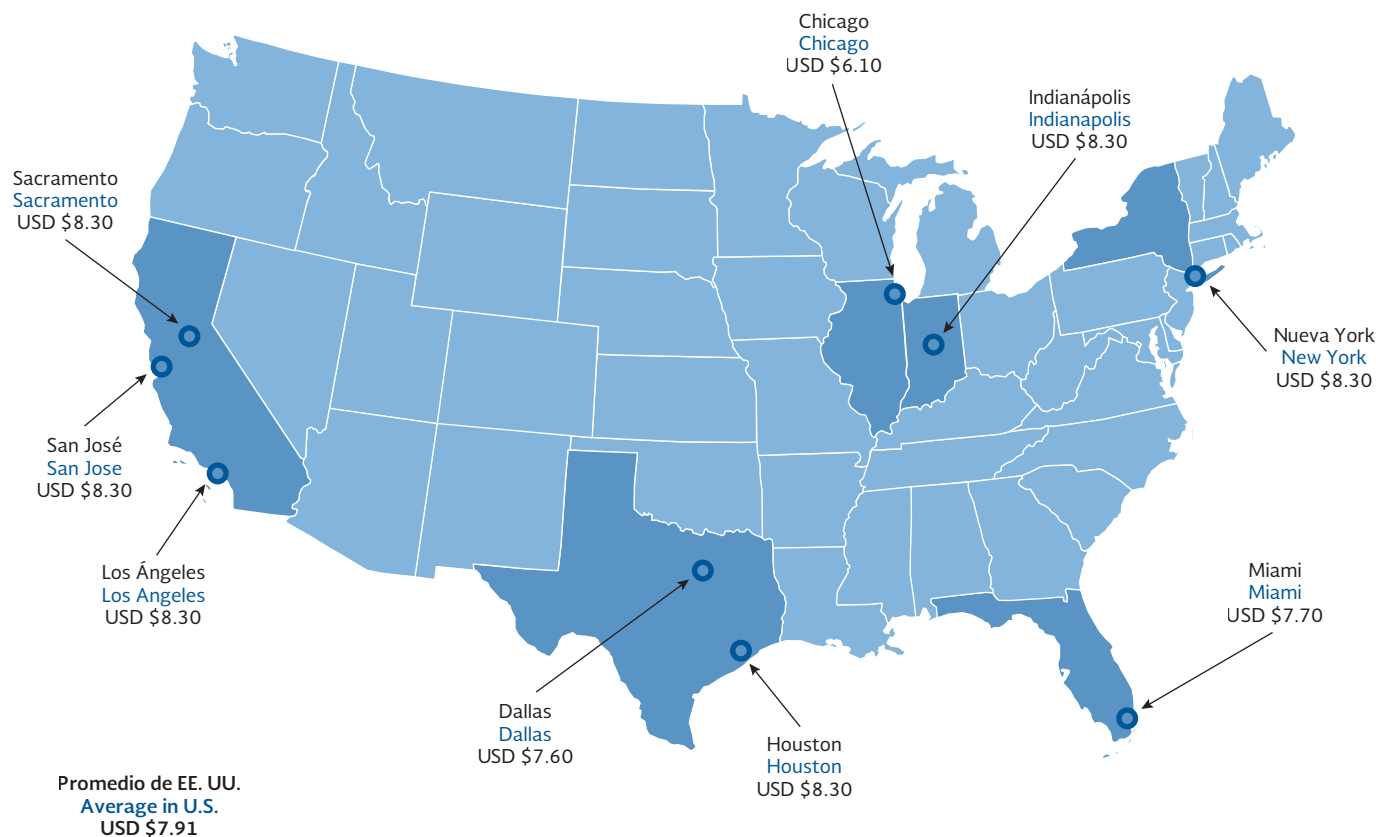 Chicago
Chicago
USD $6.10
Indianápolis
Indianapolis
USD $8.30
Sacramento
Sacramento
USD $8.30
Nueva York
New York
USD $8.30
San José
San Jose
USD $8.30
Los Ángeles
Los Angeles
USD $8.30
Miami
Miami
USD $7.70
Dallas
Dallas
USD $7.60
Houston
Houston
USD $8.30
Promedio de EE. UU.
Average in U.S.
USD $7.91